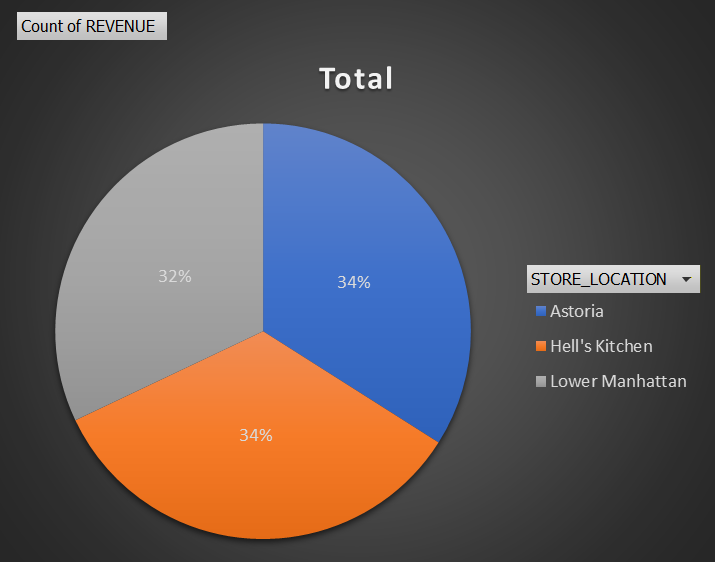 Count of REVENUE
Total
32%
34%
34%
STORE_LOCATION
Astoria
Hell's Kitchen
Lower Manhattan